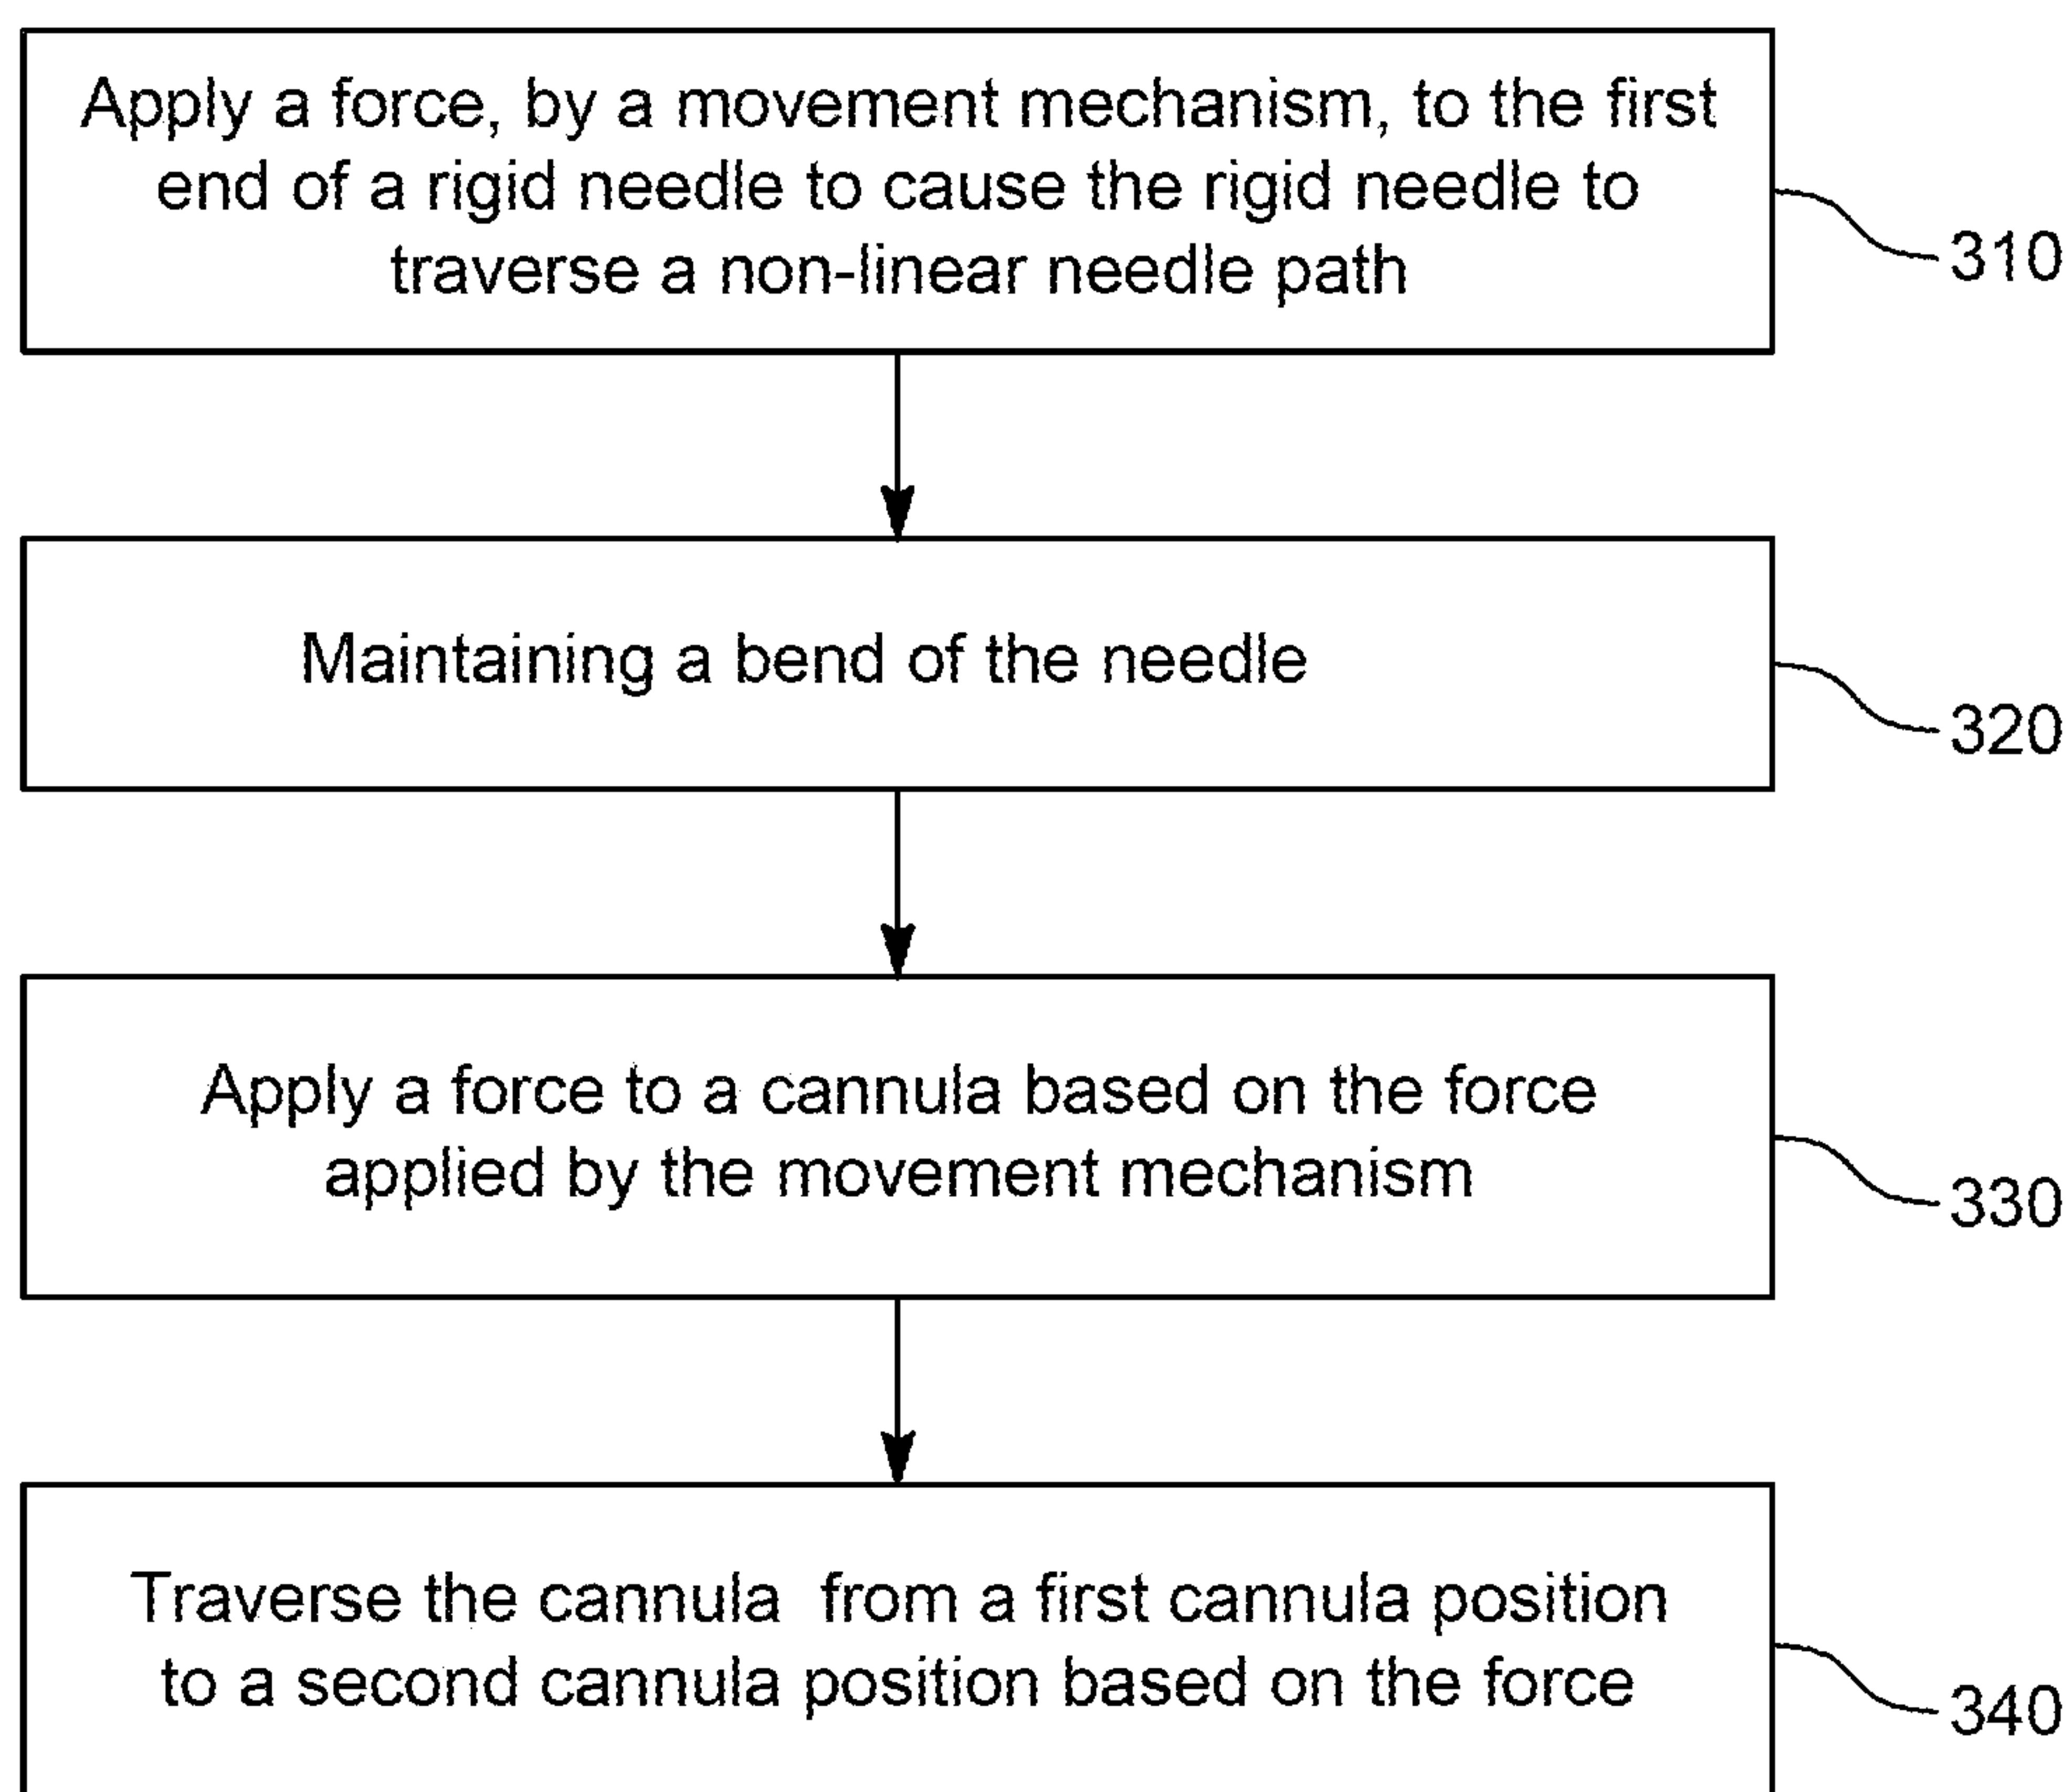 Apply a force, by a movement mechanism, to the first
end of a rigid needle to cause the rigid needle to
traverse a non-linear needle path
310
Maintaining a bend of the needle
320
Apply a force to a cannula based on the force
applied by the movement mechanism
330
Traverse the cannula from a first cannula position
to a second cannula position based on the force
340